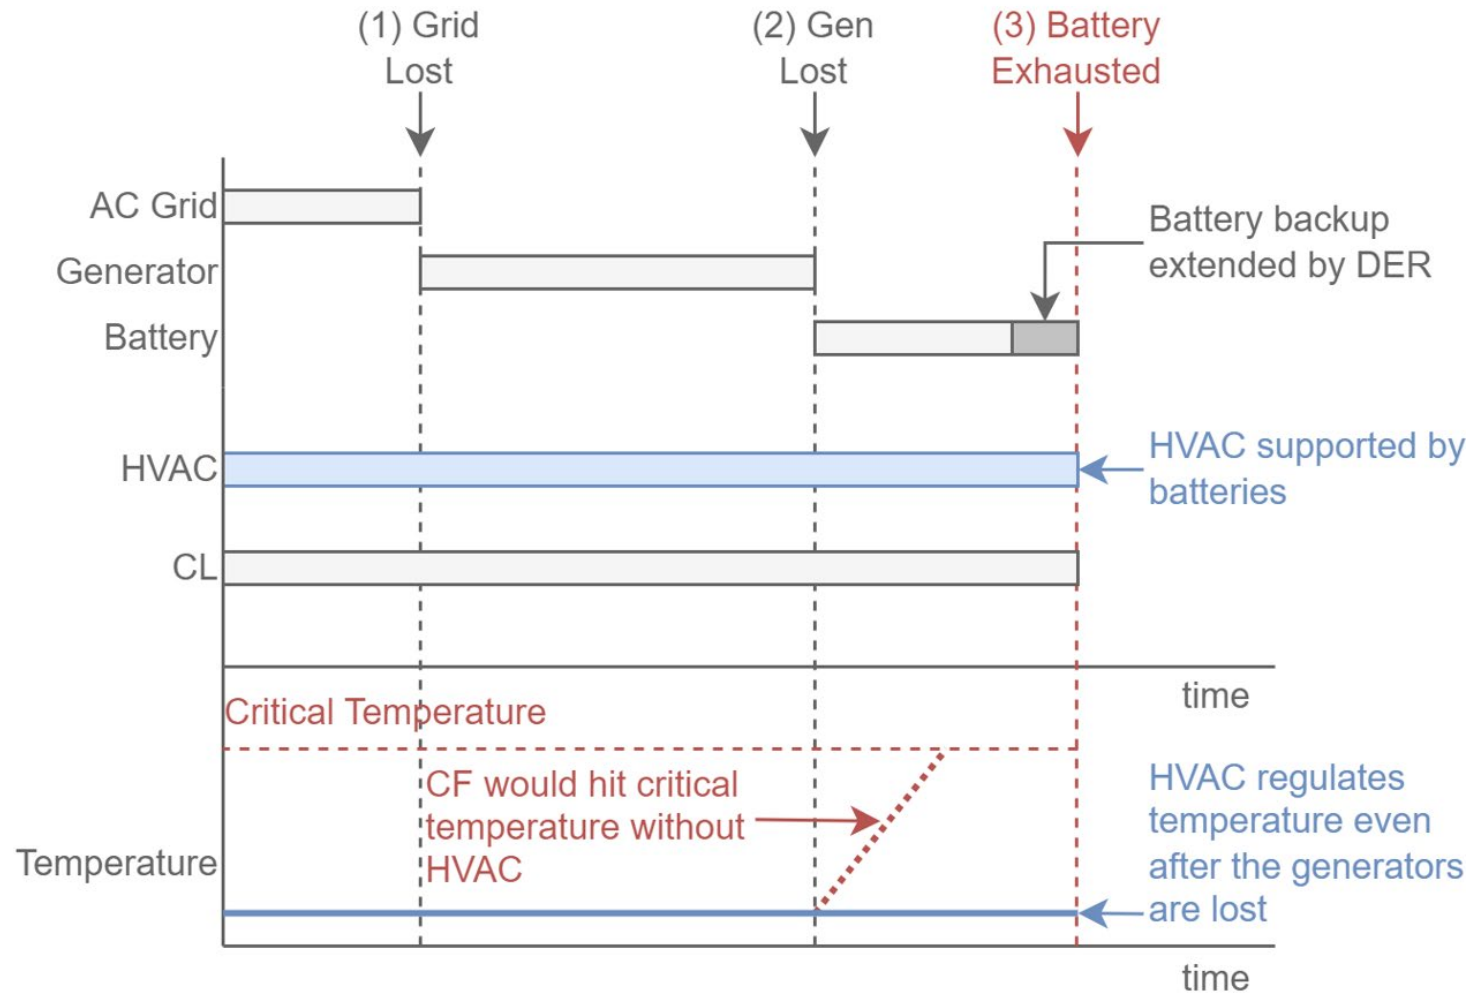 (1) Grid
Lost
(2) Gen
Lost
(3) Battery
Exhausted
AC Grid
Generator
Battery
Battery backup
extended by DER
HVAC
HVAC supported by
batteries
CL
time
Critical Temperature
CF would hit critical
temperature without
HVAC
Temperature
HVAC regulates
temperature even
after the generators
are lost
time